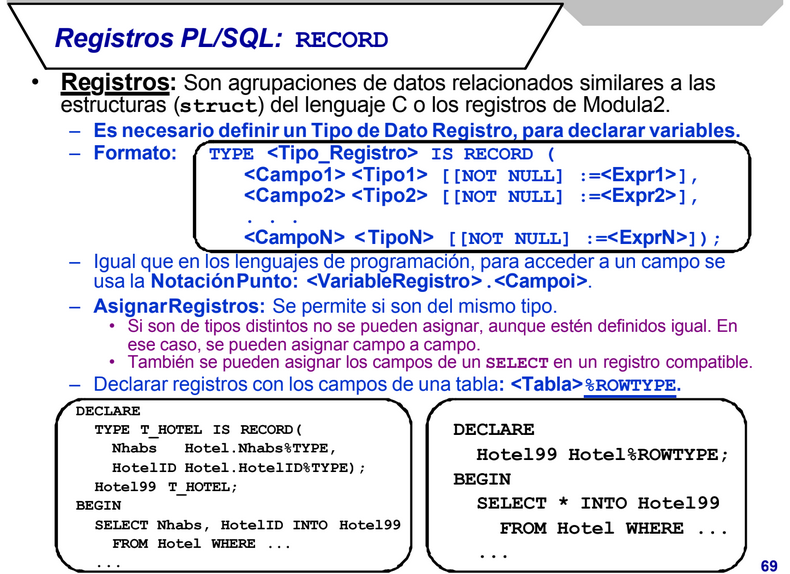 Registros PL/SQL: RECORD
• Registros: Son agrupaciones de datos relacionados similares a las
estructuras (struct) del lenguaje C o los registros de Modula2.
– Es necesario definir un Tipo de Dato Registro, para declarar variables.
– Formato: TYPE <Tipo_Registro> IS RECORD (
<Campo1> <Tipo1> [[NOT NULL] :=<Expr1>],
<Campo2> <Tipo2> [[NOT NULL] :=<Expr2>],
. . .
<CampoN> <TipoN> [[NOT NULL] :=<ExprN>]);
– Igual que en los lenguajes de programación, para acceder a un campo se
usa la Notación Punto: <VariableRegistro>.<Campoi>.
– Asignar Registros: Se permite si son del mismo tipo.
• Si son de tipos distintos no se pueden asignar, aunque estén definidos igual. En
ese caso, se pueden asignar campo a campo.
• También se pueden asignar los campos de un SELECT en un registro compatible.
– Declarar registros con los campos de una tabla: <Tabla>%ROWTYPE.
DECLARE
TYPE T_HOTEL IS RECORD(
Nhabs Hotel.Nhabs%TYPE,
HotelID Hotel.HotelID%TYPE);
Hotel99 T_HOTEL;
BEGIN
SELECT Nhabs, HotelID INTO Hotel99
FROM Hotel WHERE ...
...
DECLARE
Hotel99 Hotel%ROWTYPE;
BEGIN
SELECT * INTO Hotel99
FROM Hotel WHERE ...
...
69